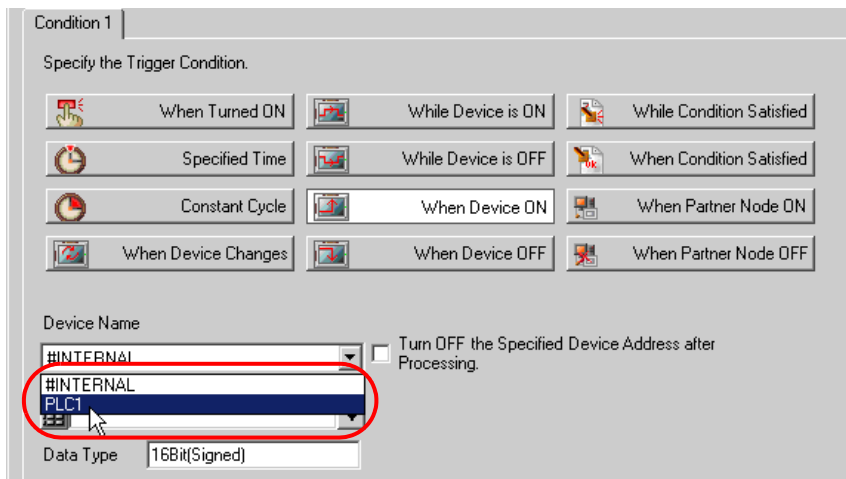 Condition 1
Specify the Trigger Condition.
When Turned ON
While Device is ON
While Condition Satisfied
Specified Time
While Device is OFF
When Condition Satisfied
Constant Cycle
When Device ON
When Partner Node ON
When Device Changes
When Device OFF
When Partner Node OFF
Device Name
#INTERNAL
Turn OFF the Specified Device Address after
Processing.
#INTERNAL
PLC1
Data Type
16Bit(Signed)